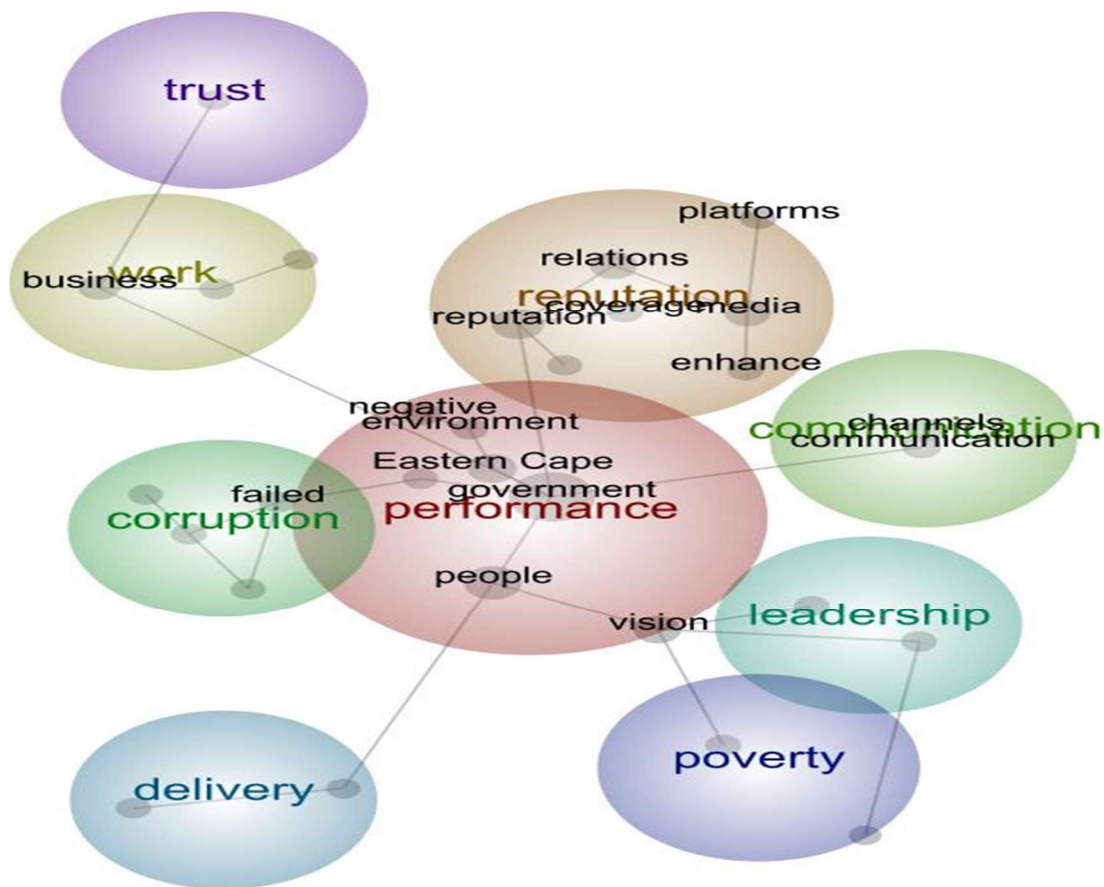 trust
work
business
platforms
relations
reputation
coverage
media
reputation
enhance
negative
environment
channels
communication
communication
Eastern Cape
government
performance
failed
corruption
people
vision
leadership
poverty
delivery